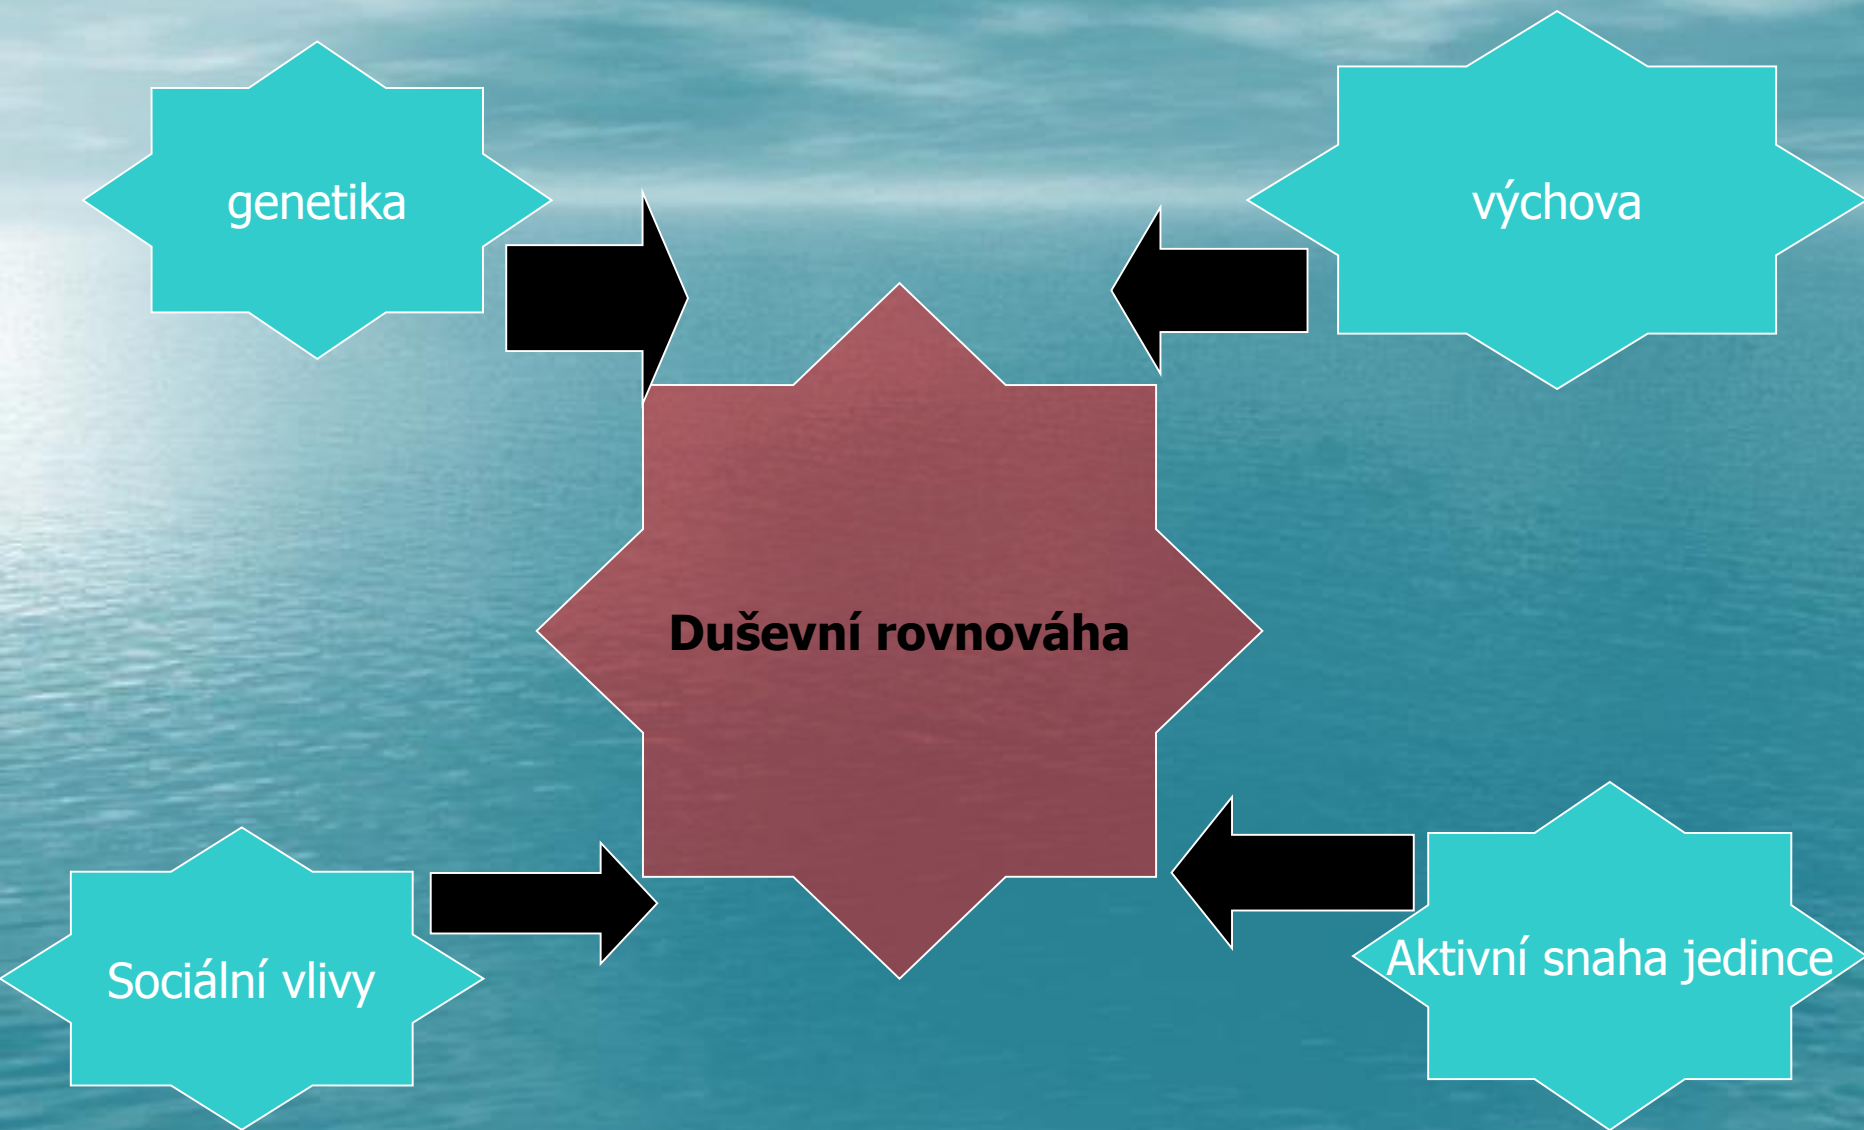 genetika
výchova
Duševní rovnováha
Sociální vlivy
Aktivní snaha jedince